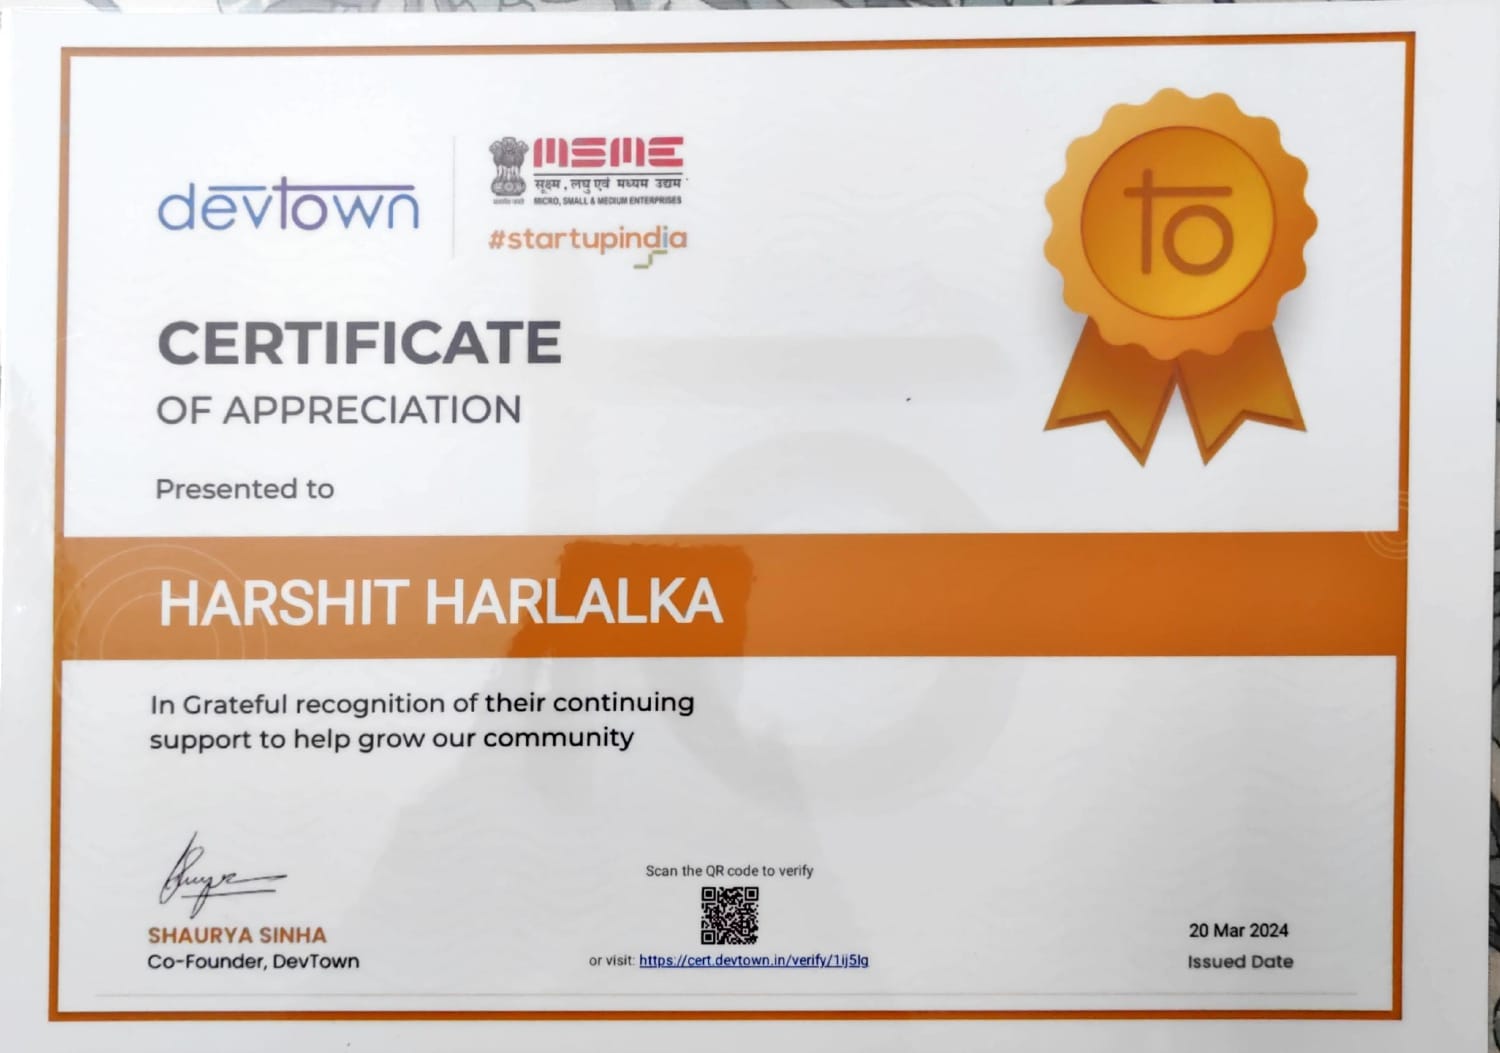 devtown
MSME
सूक्ष्म, लघु एवं मध्यम उद्यम
MICRO, SMALL & MEDIUM ENTERPRISES
#startupindia
to
CERTIFICATE
OF APPRECIATION
Presented to
HARSHIT HARLALKA
In Grateful recognition of their continuing
support to help grow our community
SHAURYA SINHA
Co-Founder, DevTown
Scan the QR code to verify
or visit: https://cert.devtown.in/verify/1ij5lg
20 Mar 2024
Issued Date